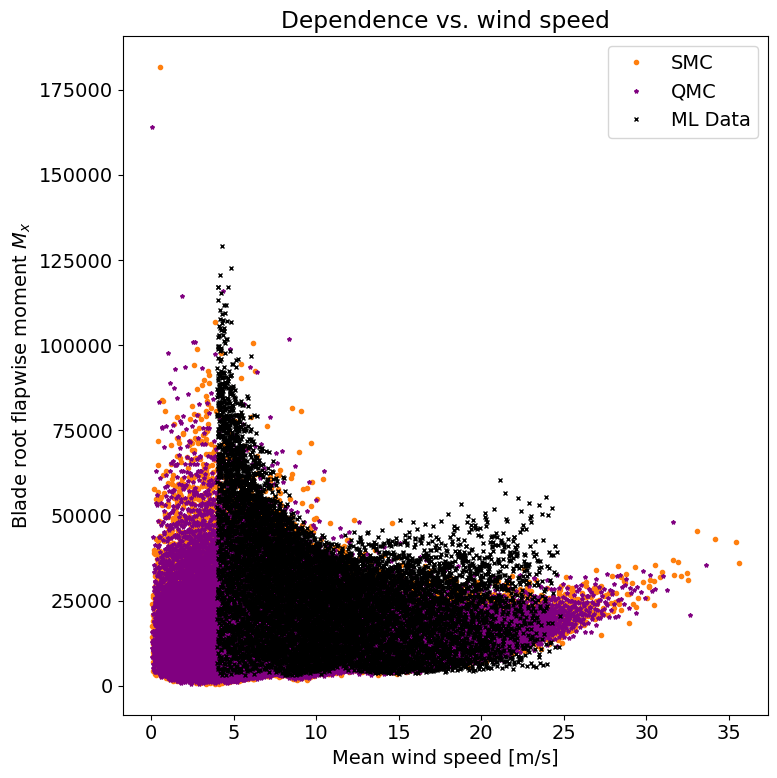 Dependence vs. wind speed
SMC
QMC
ML Data
175000
150000
125000
100000
75000
50000
25000
0
Blade root flapwise moment Mₓ
0 5 10 15 20 25 30 35
Mean wind speed [m/s]